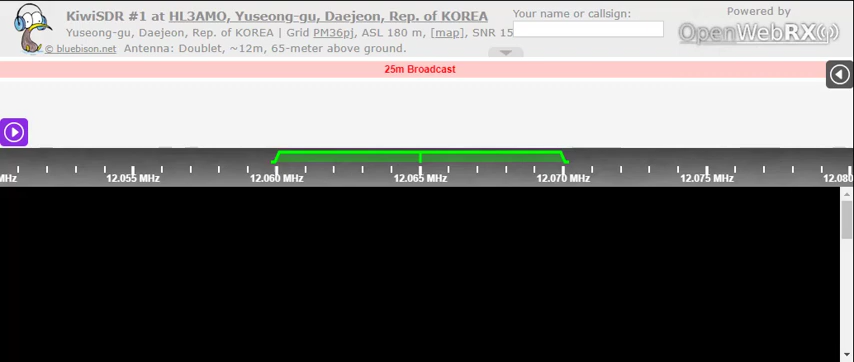 KiwiSDR #1 at HL3AMO, Yuseong-gu, Daejeon, Rep. of KOREA
Your name or callsign:
Powered by
Yuseong-gu, Daejeon, Rep. of KOREA | Grid PM36pj, ASL 180 m, [map], SNR 15
OpenWebRX
© bluebison.net Antenna: Doublet, ~12m, 65-meter above ground.
25m Broadcast
MHz 12.055 MHz 12.060 MHz 12.065 MHz 12.070 MHz 12.075 MHz 12.080